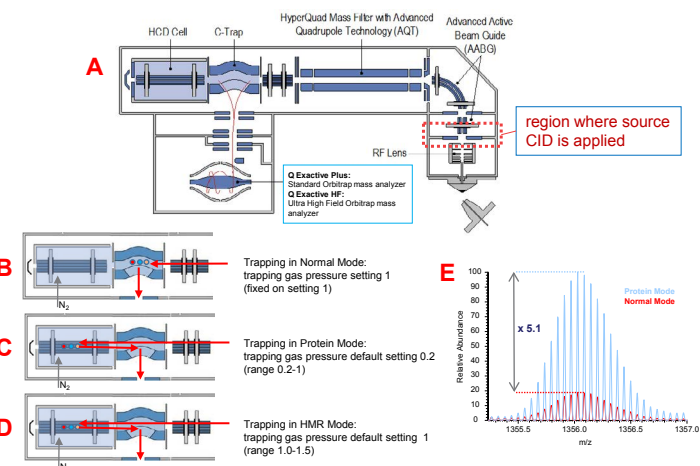 HCD Cell
C-Trap
HyperQuad Mass Filter with Advanced
Quadrupole Technology (AQT)
Advanced Active
Beam Guide
(AABG)
A
region where source
CID is applied
RF Lens
Q Exactive Plus:
Standard Orbitrap mass analyzer
Q Exactive HF:
Ultra High Field Orbitrap mass
analyzer
B
N2
Trapping in Normal Mode:
trapping gas pressure setting 1
(fixed on setting 1)
C
N2
Trapping in Protein Mode:
trapping gas pressure default setting 0.2
(range 0.2-1)
D
N
Trapping in HMR Mode:
trapping gas pressure default setting 1
(range 1.0-1.5)
E
Relative Abundance
100
90
80
70
60
50
40
30
20
10
0
x 5.1
Protein Mode
Normal Mode
1355.5
1356.0
1356.5
1357.0
m/z